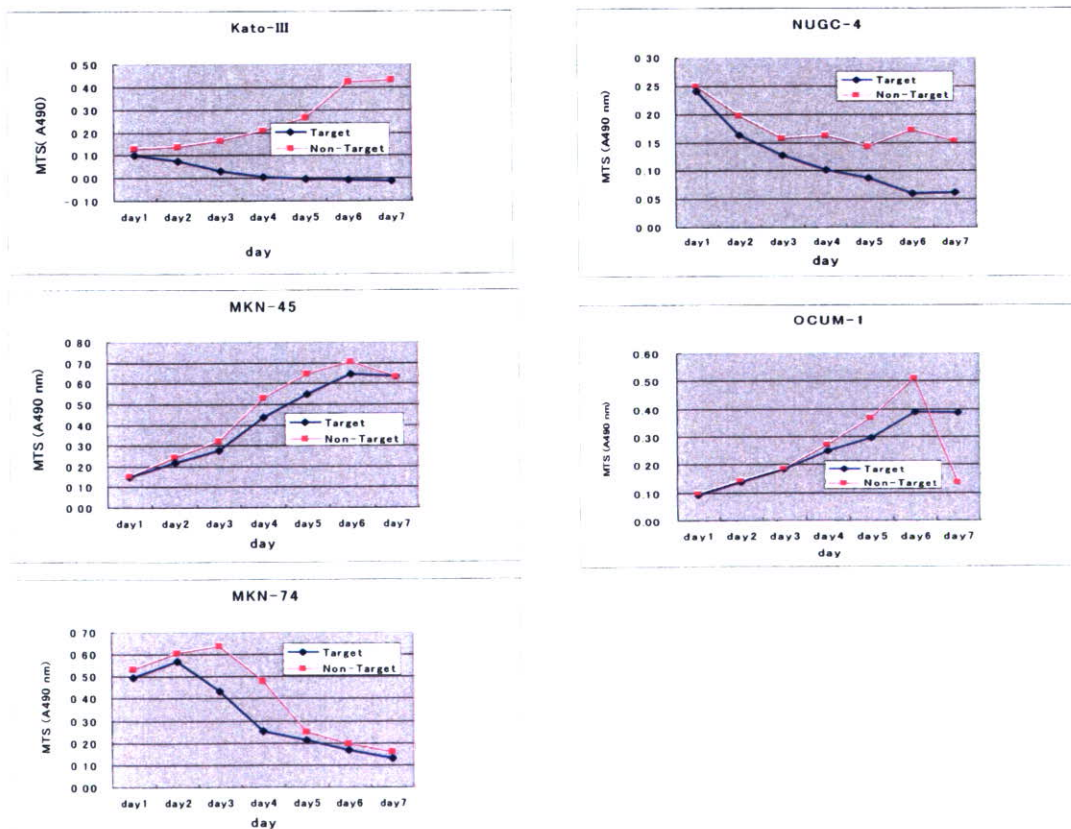 Kato-III
MTS( A490)
0 50
0 40
0 30
0 20
0 10
0 00
-0 10
Target
Non-Target
day1 day2 day3 day4 day5 day6 day7
day
NUGC-4
MTS (A490 nm)
0 30
0 25
0 20
0 15
0 10
0 05
0 00
Target
Non-Target
day1 day2 day3 day4 day5 day6 day7
day
MKN-45
MTS (A490 nm)
0 80
0 70
0 60
0 50
0 40
0 30
0 20
0 10
0 00
Target
Non-Target
day1 day2 day3 day4 day5 day6 day7
day
OCUM-1
MTS (A490 nm)
0.60
0.50
0.40
0.30
0.20
0.10
0.00
Target
Non-Target
day1 day2 day3 day4 day5 day6 day7
day
MKN-74
MTS (A490 nm)
0 70
0 60
0 50
0 40
0 30
0 20
0 10
0 00
Target
Non-Target
day1 day2 day3 day4 day5 day6 day7
day